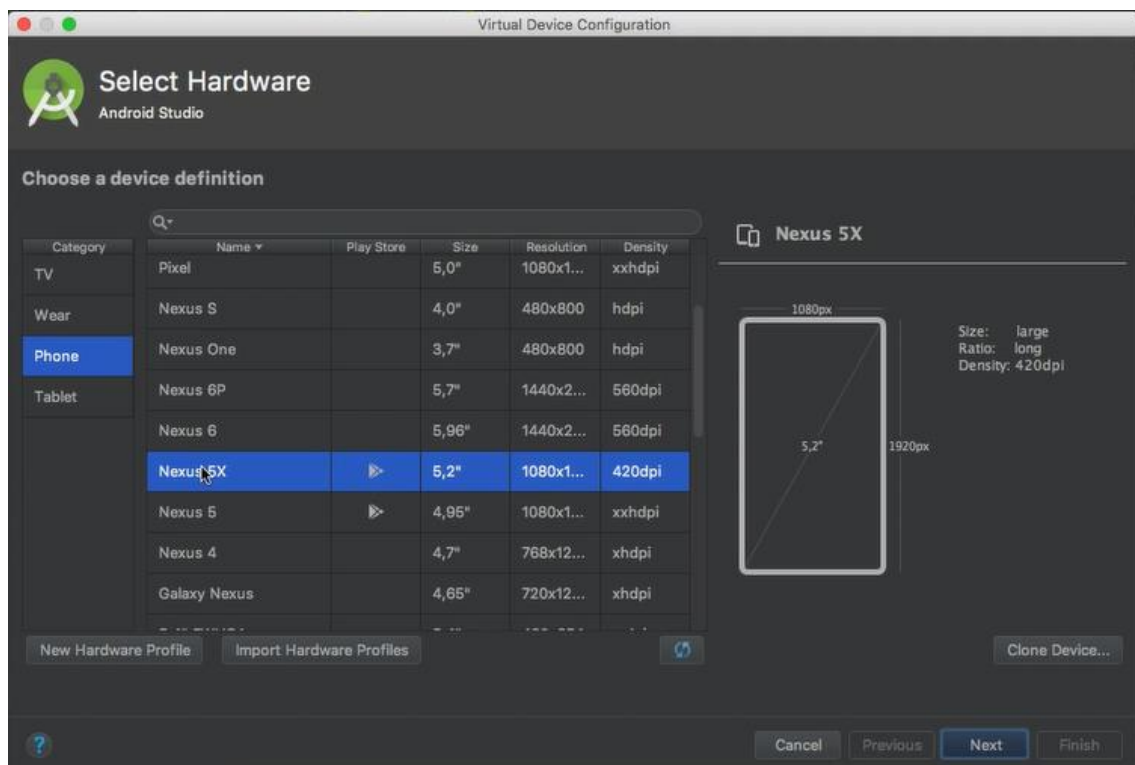 Virtual Device Configuration
Select Hardware
Android Studio
Choose a device definition
Category
TV
Wear
Phone
Tablet
Name Play Store Size Resolution Density
Pixel 5,0" 1080x1... xxhdpi
Nexus S 4,0" 480x800 hdpi
Nexus One 3,7" 480x800 hdpi
Nexus 6P 5,7" 1440x2... 560dpi
Nexus 6 5,96" 1440x2... 560dpi
Nexus 5X 5,2" 1080x1... 420dpi
Nexus 5 4,95" 1080x1... xxhdpi
Nexus 4 4,7" 768x12... xhdpi
Galaxy Nexus 4,65" 720x12... xhdpi
New Hardware Profile Import Hardware Profiles
Nexus 5X
1080px
5,2"
1920px
Size: large
Ratio: long
Density: 420dpi
Clone Device...
?
Cancel Previous Next Finish